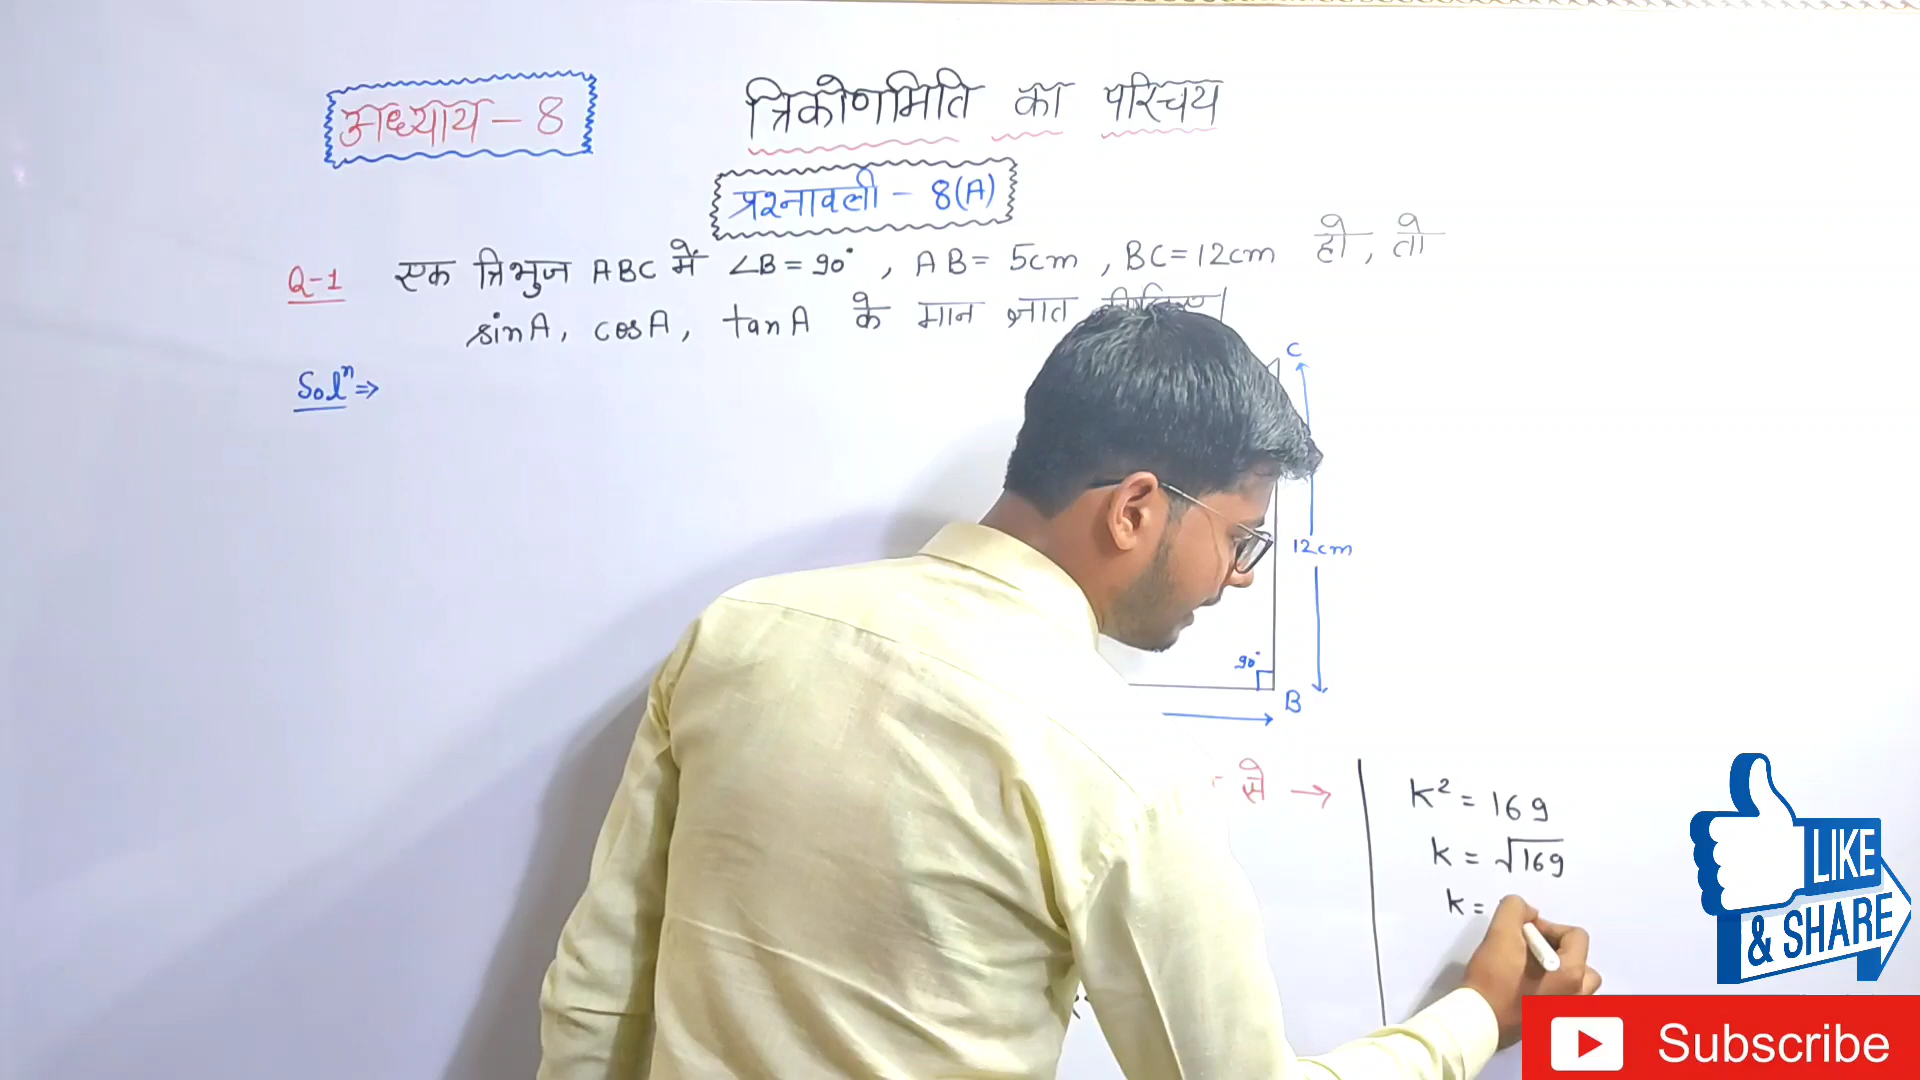 अध्याय – 8
त्रिकोणमिति का परिचय
प्रश्नावली – 8(A)
Q-1 एक त्रिभुज ABC में ∠B = 90°, AB = 5cm, BC = 12cm हो, तो
sinA, cosA, tanA के मान ज्ञात
Solⁿ ⇒
C
12cm
90°
B
से →
k² = 169
k = √169
k =
LIKE
& SHARE
Subscribe